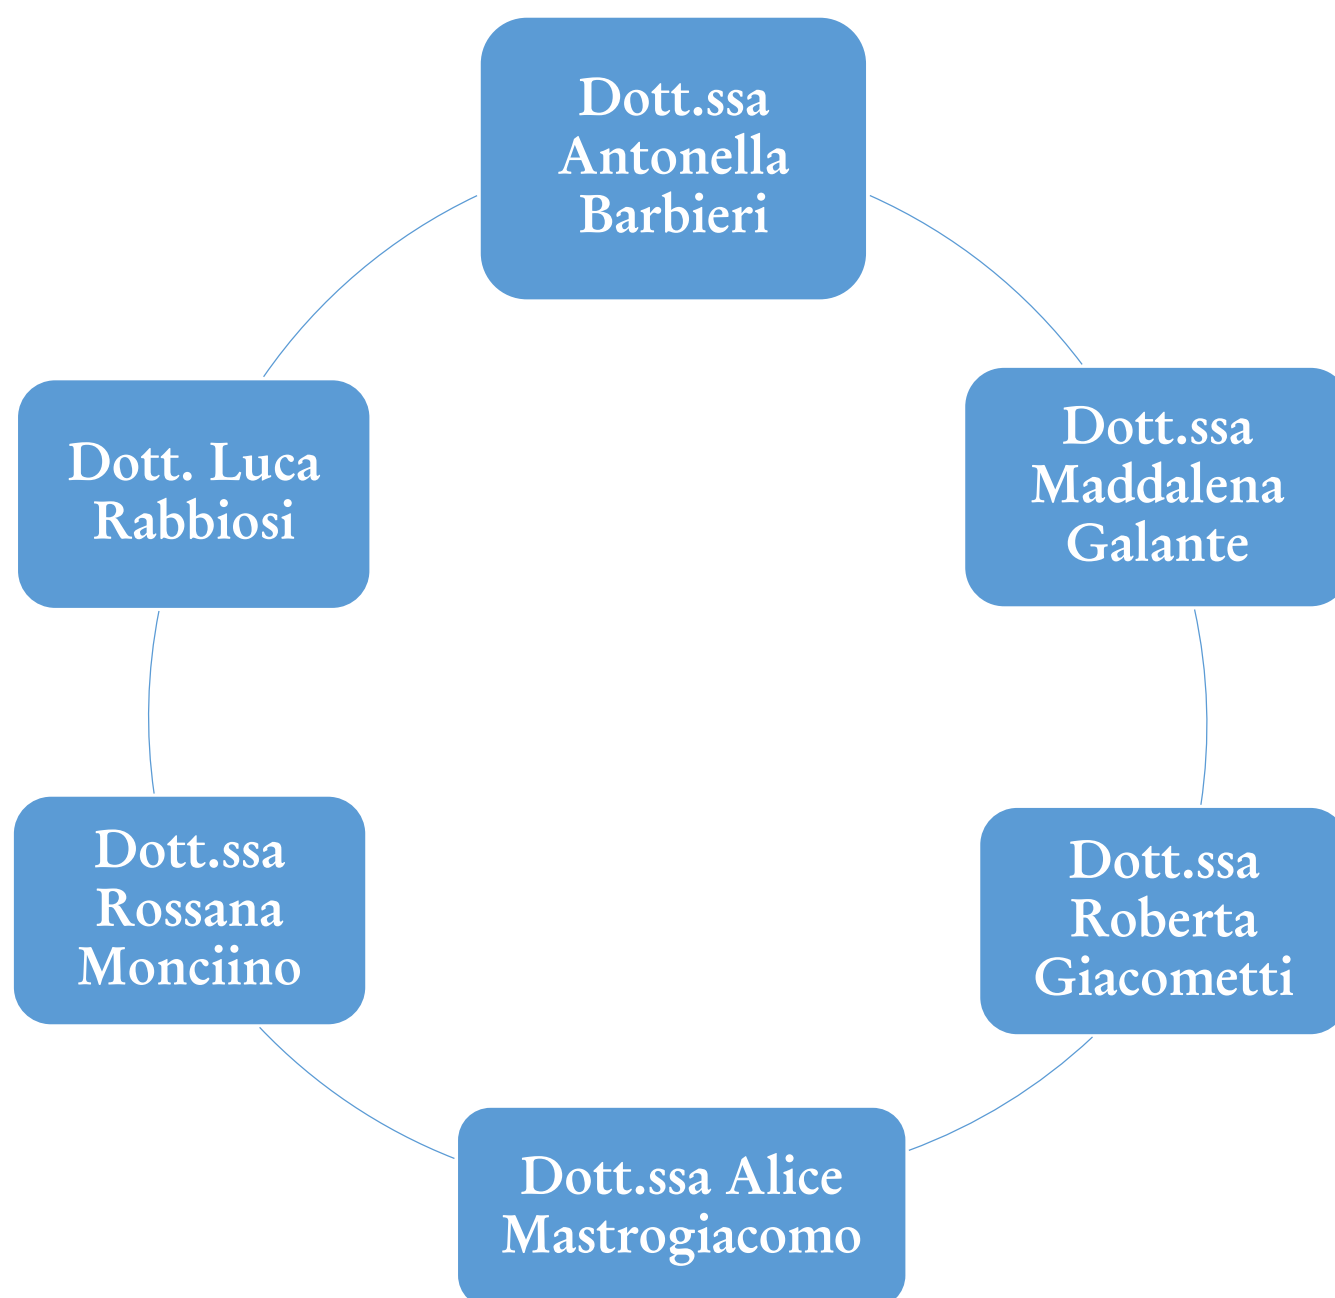 Dott.ssa
Antonella
Barbieri
Dott.ssa
Maddalena
Galante
Dott.ssa
Roberta
Giacometti
Dott.ssa Alice
Mastrogiacomo
Dott.ssa
Rossana
Monciino
Dott. Luca
Rabbiosi